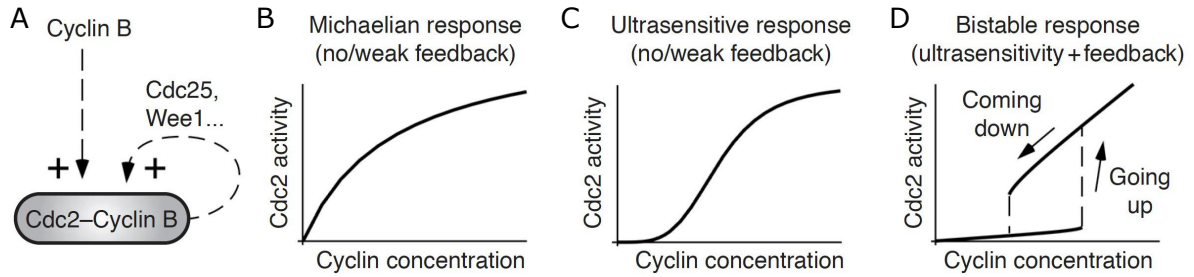 A
Cyclin B
Cdc25,
Wee1...
+
+
Cdc2–Cyclin B
B
Michaelian response
(no/weak feedback)
Cdc2 activity
Cyclin concentration
C
Ultrasensitive response
(no/weak feedback)
Cdc2 activity
Cyclin concentration
D
Bistable response
(ultrasensitivity + feedback)
Coming
down
Going
up
Cdc2 activity
Cyclin concentration